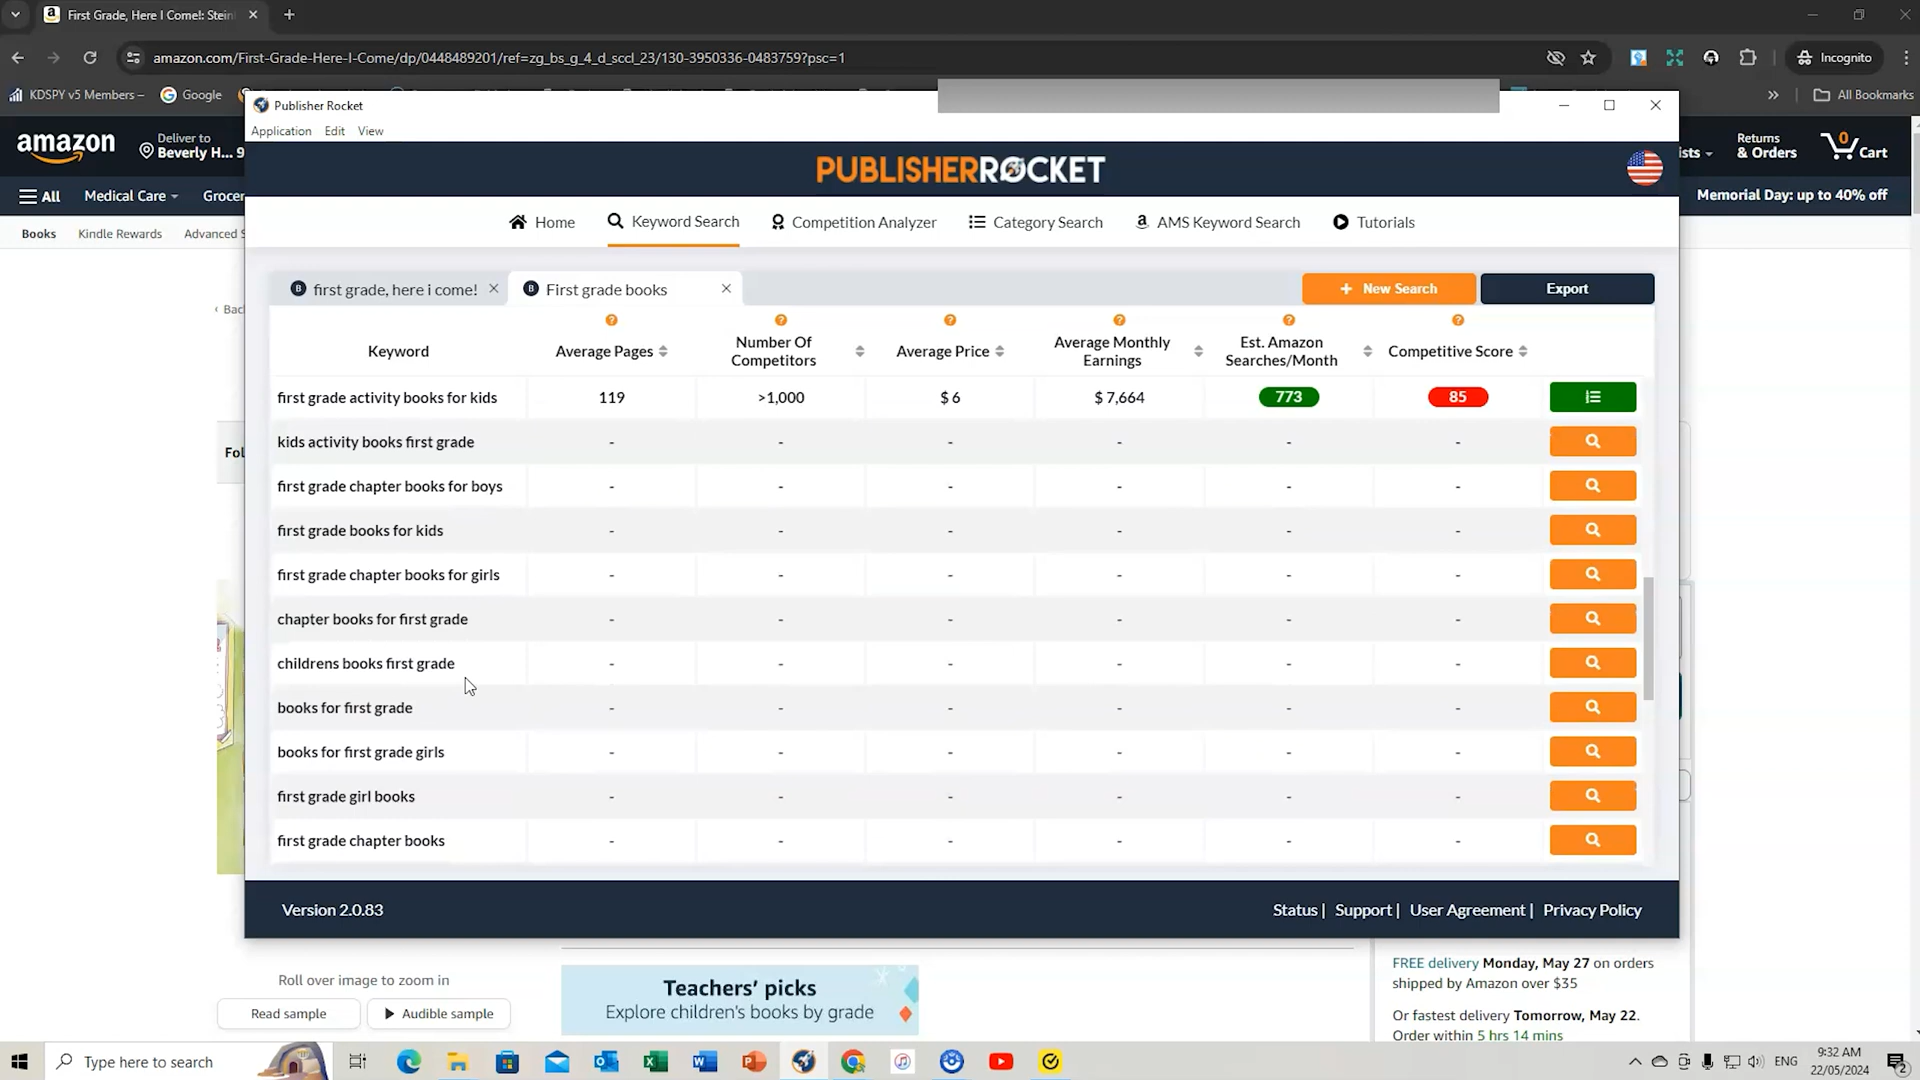 First Grade, Here I Come!: Stein
amazon.com/First-Grade-Here-I-Come/dp/0448489201/ref=zg_bs_g_4_d_sccl_23/130-3950336-0483759?psc=1
Incognito
KDSPY v5 Members –
Google
All Bookmarks
Publisher Rocket
Application Edit View
amazon
Deliver to
Beverly H... 9
PUBLISHERROCKET
Returns
& Orders
0
Cart
All
Medical Care
Grocer
Memorial Day: up to 40% off
Books
Kindle Rewards
Advanced S
Home
Keyword Search
Competition Analyzer
Category Search
AMS Keyword Search
Tutorials
first grade, here i come!
First grade books
+ New Search
Export
‹ Bac
Keyword
Average Pages
Number Of
Competitors
Average Price
Average Monthly
Earnings
Est. Amazon
Searches/Month
Competitive Score
first grade activity books for kids 119 >1,000 $ 6 $ 7,664 773 85
kids activity books first grade - - - - - -
first grade chapter books for boys - - - - - -
first grade books for kids - - - - - -
first grade chapter books for girls - - - - - -
chapter books for first grade - - - - - -
childrens books first grade - - - - - -
books for first grade - - - - - -
books for first grade girls - - - - - -
first grade girl books - - - - - -
first grade chapter books - - - - - -
Fol
Version 2.0.83
Status | Support | User Agreement | Privacy Policy
Roll over image to zoom in
Read sample
Audible sample
Teachers' picks
Explore children's books by grade
FREE delivery Monday, May 27 on orders
shipped by Amazon over $35
Or fastest delivery Tomorrow, May 22.
Order within 5 hrs 14 mins
Type here to search
ENG
9:32 AM
22/05/2024
2